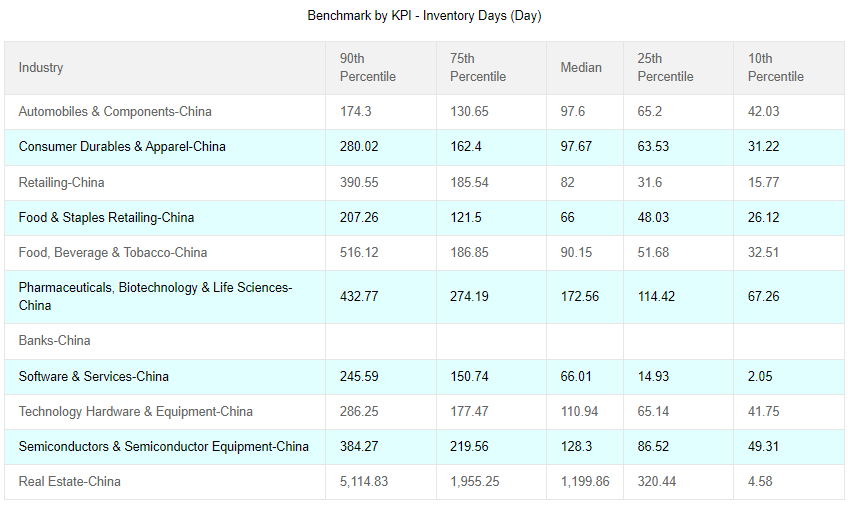 Benchmark by KPI - Inventory Days (Day)
Industry 90th Percentile 75th Percentile Median 25th Percentile 10th Percentile
Automobiles & Components-China 174.3 130.65 97.6 65.2 42.03
Consumer Durables & Apparel-China 280.02 162.4 97.67 63.53 31.22
Retailing-China 390.55 185.54 82 31.6 15.77
Food & Staples Retailing-China 207.26 121.5 66 48.03 26.12
Food, Beverage & Tobacco-China 516.12 186.85 90.15 51.68 32.51
Pharmaceuticals, Biotechnology & Life Sciences-China 432.77 274.19 172.56 114.42 67.26
Banks-China
Software & Services-China 245.59 150.74 66.01 14.93 2.05
Technology Hardware & Equipment-China 286.25 177.47 110.94 65.14 41.75
Semiconductors & Semiconductor Equipment-China 384.27 219.56 128.3 86.52 49.31
Real Estate-China 5,114.83 1,955.25 1,199.86 320.44 4.58